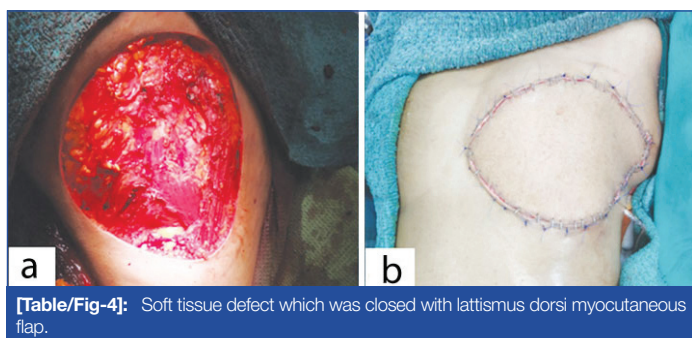 a
b
[Table/Fig-4]: Soft tissue defect which was closed with lattismus dorsi myocutaneous
flap.